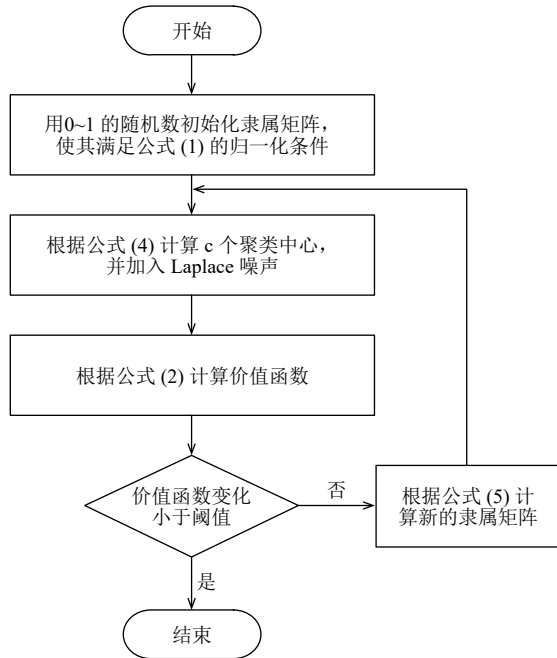 开始
用0~1 的随机数初始化隶属矩阵，
使其满足公式 (1) 的归一化条件
根据公式 (4) 计算 c 个聚类中心，
并加入 Laplace 噪声
根据公式 (2) 计算价值函数
价值函数变化
小于阈值
否
根据公式 (5) 计
算新的隶属矩阵
是
结束